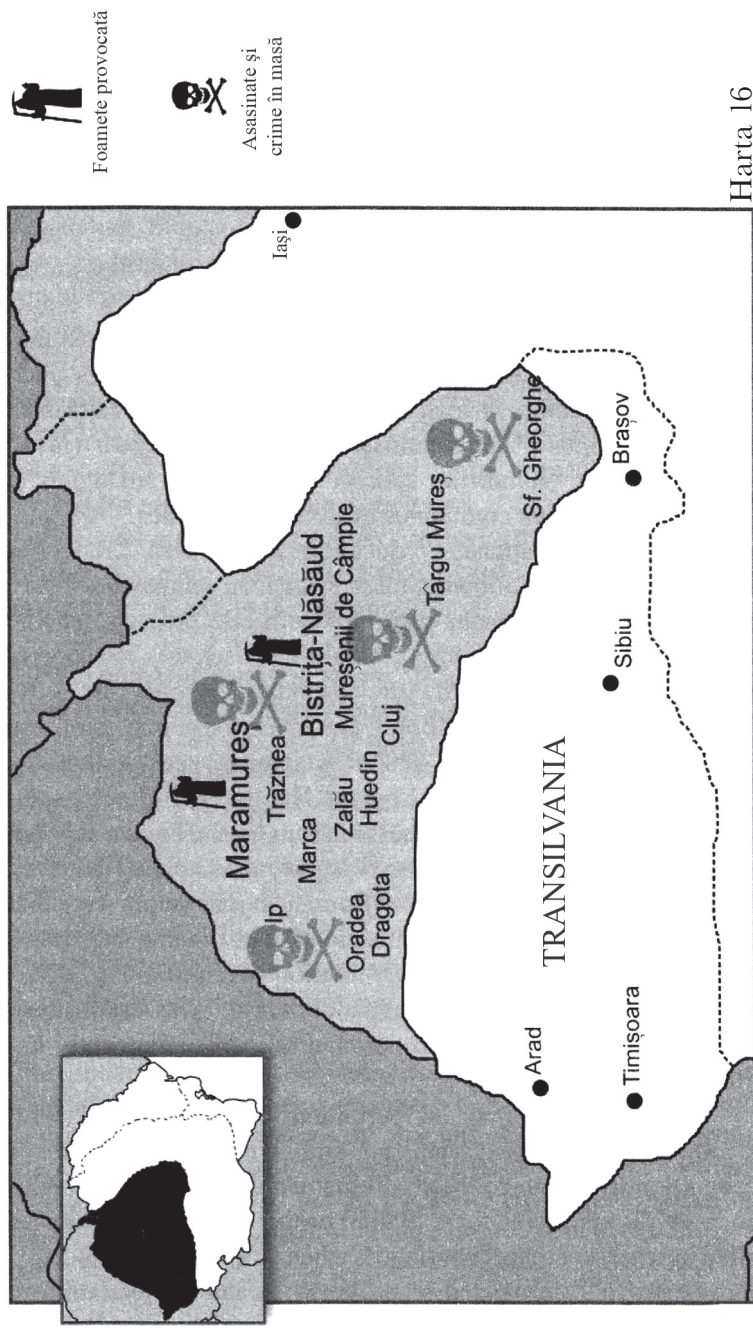 Foamete provocată
Asasinate și
crime în masă
Iași
Maramureș
Trăznea
Marca
Ip
Bistrița-Năsăud
Mureșenii de Câmpie
Zalău
Huedin
Cluj
Oradea
Dragota
Târgu Mureș
Sf. Gheorghe
TRANSILVANIA
Arad
Timișoara
Sibiu
Brașov
Harta 16